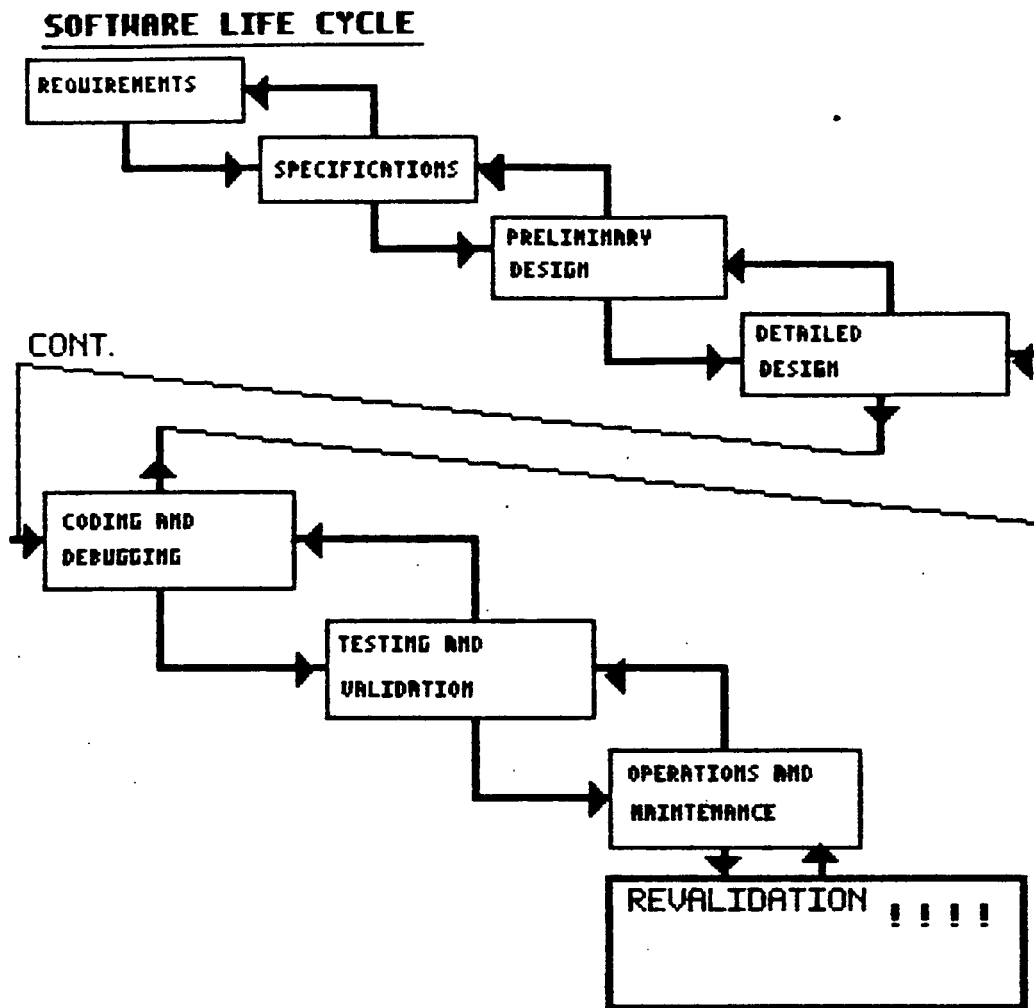 SOFTWARE LIFE CYCLE
REQUIREMENTS
SPECIFICATIONS
PRELIMINARY
DESIGN
DETAILED
DESIGN
CONT.
CODING AND
DEBUGGING
TESTING AND
VALIDATION
OPERATIONS AND
MAINTENANCE
REVALIDATION !!!!